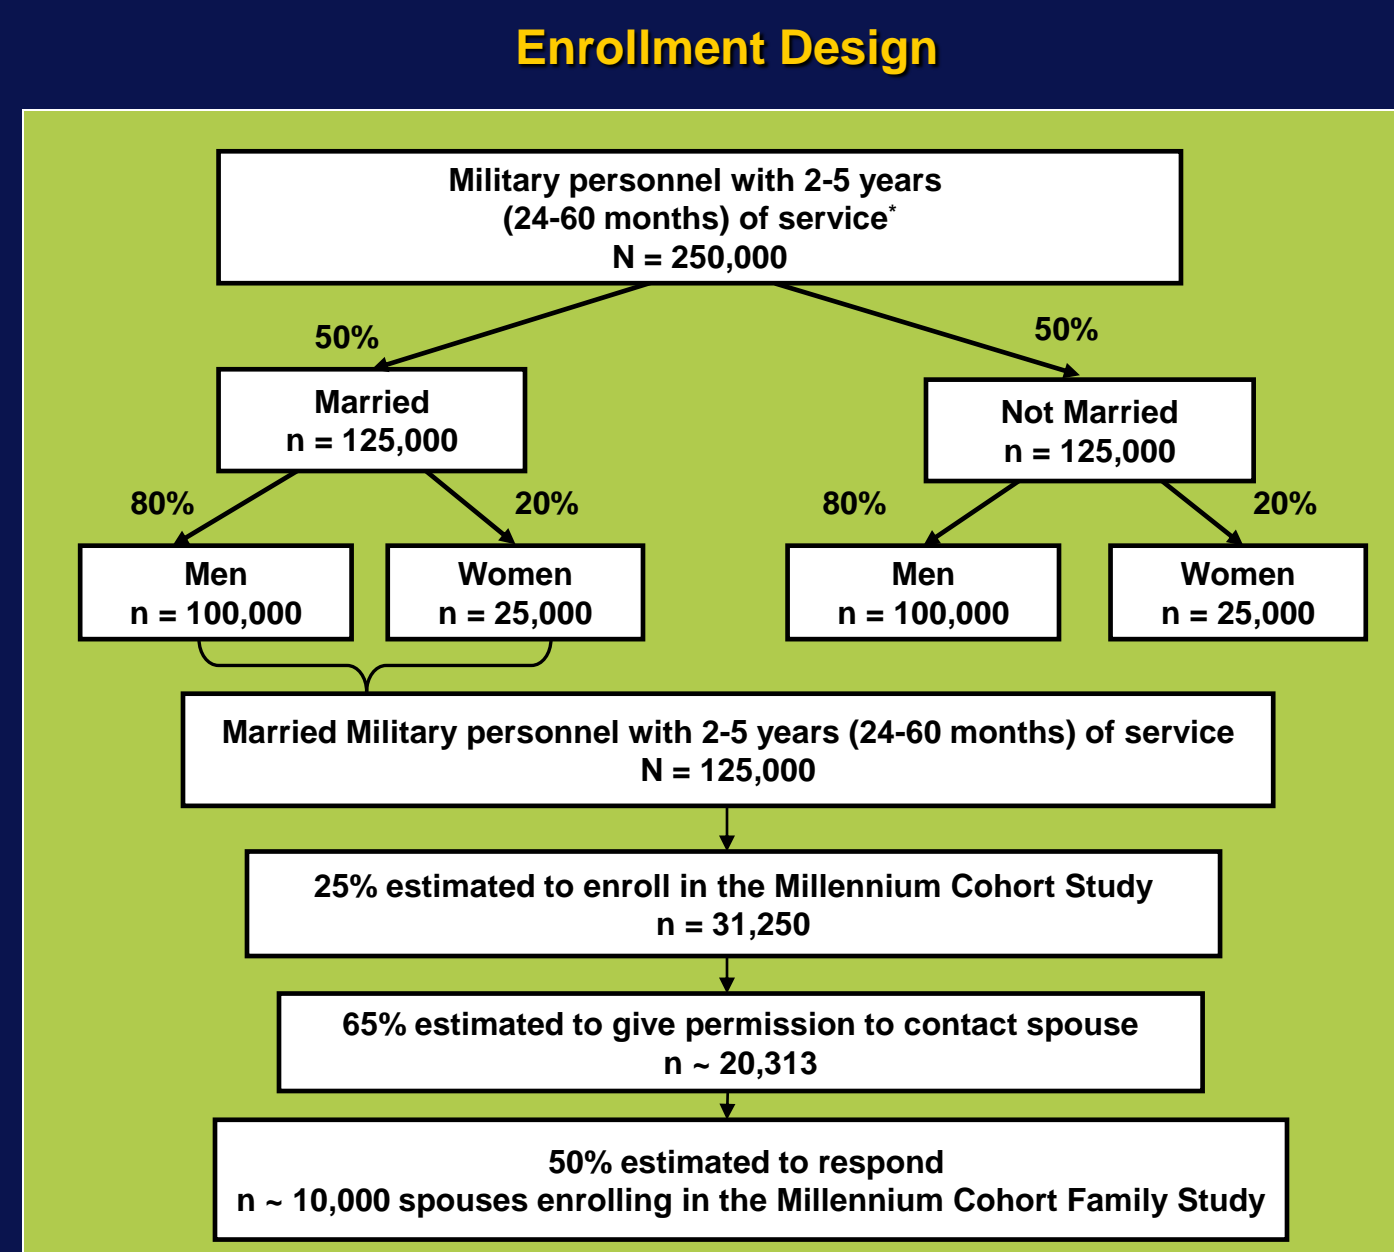 Enrollment Design
Military personnel with 2-5 years
(24-60 months) of service*
N = 250,000
50%
50%
Married
n = 125,000
Not Married
n = 125,000
80%
20%
80%
20%
Men
n = 100,000
Women
n = 25,000
Men
n = 100,000
Women
n = 25,000
Married Military personnel with 2-5 years (24-60 months) of service
N = 125,000
25% estimated to enroll in the Millennium Cohort Study
n = 31,250
65% estimated to give permission to contact spouse
n ~ 20,313
50% estimated to respond
n ~ 10,000 spouses enrolling in the Millennium Cohort Family Study